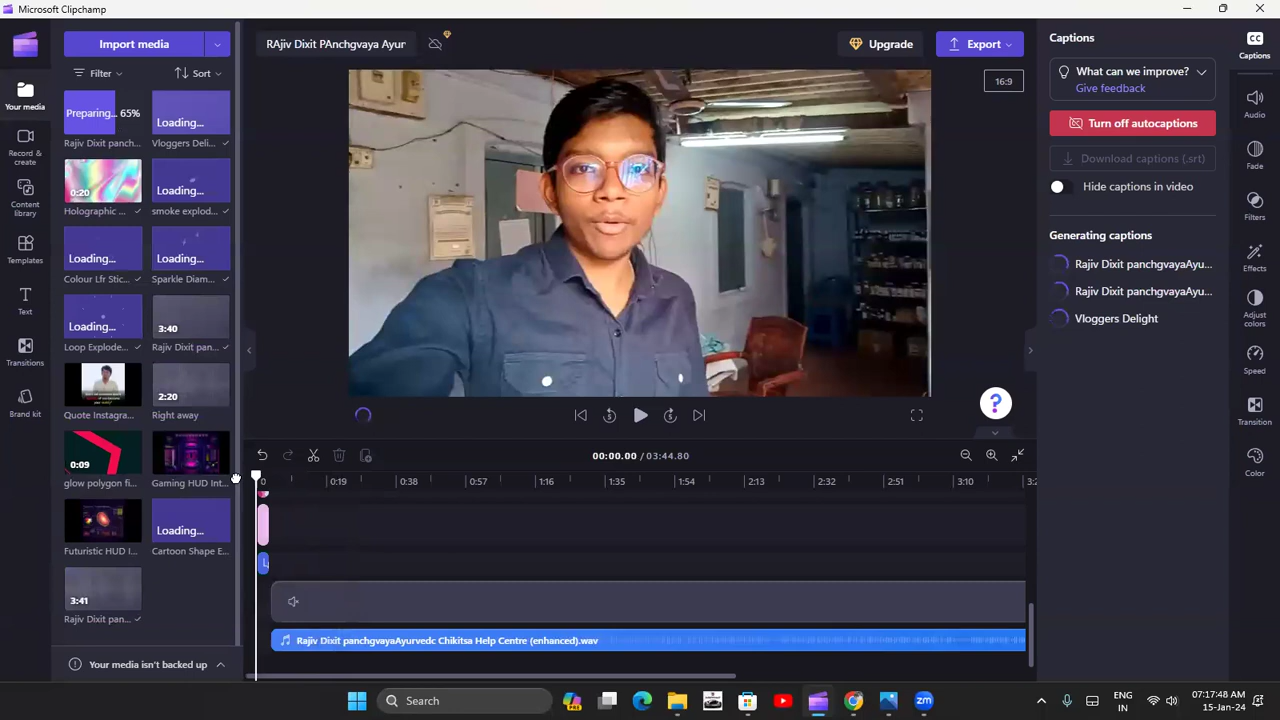 Microsoft Clipchamp
Import media
RAjiv Dixit PAnchgvaya Ayur
Upgrade
Export
16:9
Your media
Record & create
Content library
Templates
Text
Transitions
Brand kit
Filter
Sort
Preparing... 65%
Loading...
Rajiv Dixit panch...
Vloggers Deli...
0:20
Loading...
Holographic ...
smoke explod...
Loading...
Loading...
Colour Lfr Stic...
Sparkle Diam...
Loading...
3:40
Loop Explode...
Rajiv Dixit pan...
2:20
Quote Instagra...
Right away
0:09
glow polygon fi...
Gaming HUD Int...
Loading...
Futuristic HUD I...
Cartoon Shape E...
3:41
Rajiv Dixit pan...
Your media isn't backed up
5
5
?
00:00.00 / 03:44.80
0
0:19
0:38
0:57
1:16
1:35
1:54
2:13
2:32
2:51
L
Rajiv Dixit panchgvayaAyurvedc Chikitsa Help Centre (enhanced).wav
Captions
What can we improve?
Give feedback
Turn off autocaptions
Download captions (.srt)
Hide captions in video
Generating captions
Rajiv Dixit panchgvayaAyu...
Rajiv Dixit panchgvayaAyu...
Vloggers Delight
CC
Captions
Audio
Fade
Filters
Effects
Adjust colors
Speed
Transition
Color
Search
zm
ENG
IN
07:17:48 AM
15-Jan-24